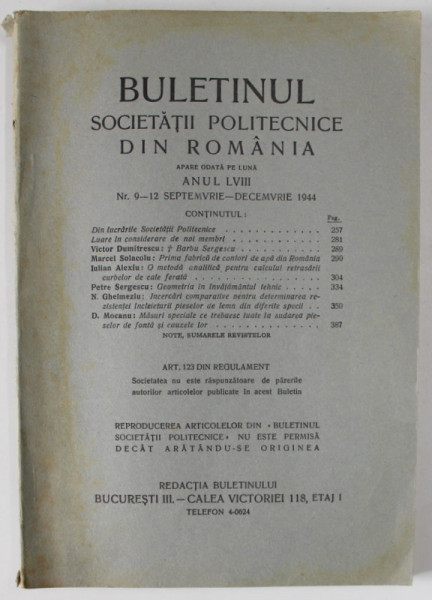 BULETINUL
SOCIETĂȚII POLITECNICE
DIN ROMÂNIA
APARE ODATĂ PE LUNĂ
ANUL LVIII
Nr. 9—12 SEPTEMVRIE—DECEMVRIE 1944
CONȚINUTUL:
Pag.
Din lucrările Societății Politecnice . . . . . . . . . . . . . 257
Luare în considerare de noi membri . . . . . . . . . . . . 281
Victor Dumitrescu: † Barbu Sergescu . . . . . . . . . . . 289
Marcel Soiacolu: Prima fabrică de contori de apă din România 290
Iulian Alexiu: O metodă analitică pentru calculul retrasării
curbelor de cale ferată . . . . . . . . . . . . . . . . . 304
Petre Sergescu: Geometria în învățământul tehnic . . . . . 334
N. Ghelmeziu: Incercări comparative pentru determinarea re-
zistenței încleieturii pieselor de lemn din diferite specii . . 350
D. Mocanu: Măsuri speciale ce trebuesc luate la sudarea pie-
selor de fontă și cauzele lor . . . . . . . . . . . . . . 387
NOTE, SUMARELE REVISTELOR
ART. 123 DIN REGULAMENT
Societatea nu este răspunzătoare de părerile
autorilor articolelor publicate în acest Buletin
REPRODUCEREA ARTICOLELOR DIN «BULETINUL
SOCIETĂȚII POLITECNICE» NU ESTE PERMISĂ
DECÂT ARĂTÂNDU-SE ORIGINEA
REDACȚIA BULETINULUI
BUCUREȘTI III.— CALEA VICTORIEI 118, ETAJ I
TELEFON 4-0624